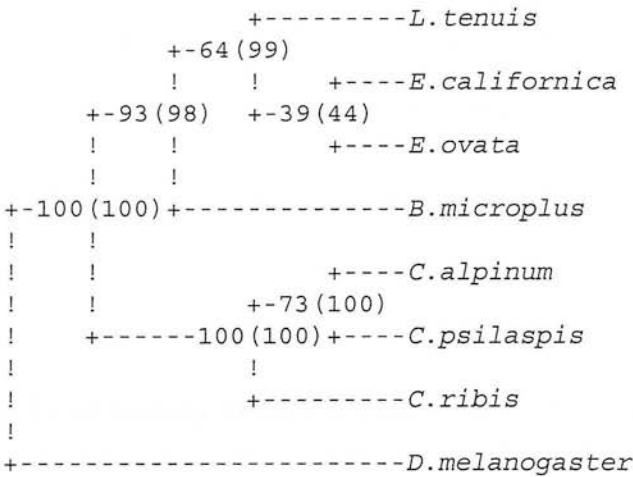 +---------L.tenuis
+-64(99)
! ! +----E.californica
+-93(98) +-39(44)
! ! +----E.ovata
! !
+-100(100)+--------------B.microplus
! !
! ! +----C.alpinum
! ! +-73(100)
! +------100(100)+----C.psilaspis
! !
! +---------C.ribis
!
+------------------------D.melanogaster